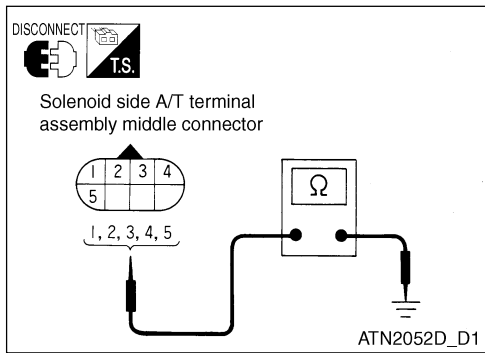 DISCONNECT
T.S.
Solenoid side A/T terminal
assembly middle connector
1 2 3 4
5
Ω
1, 2, 3, 4, 5
ATN2052D_D1